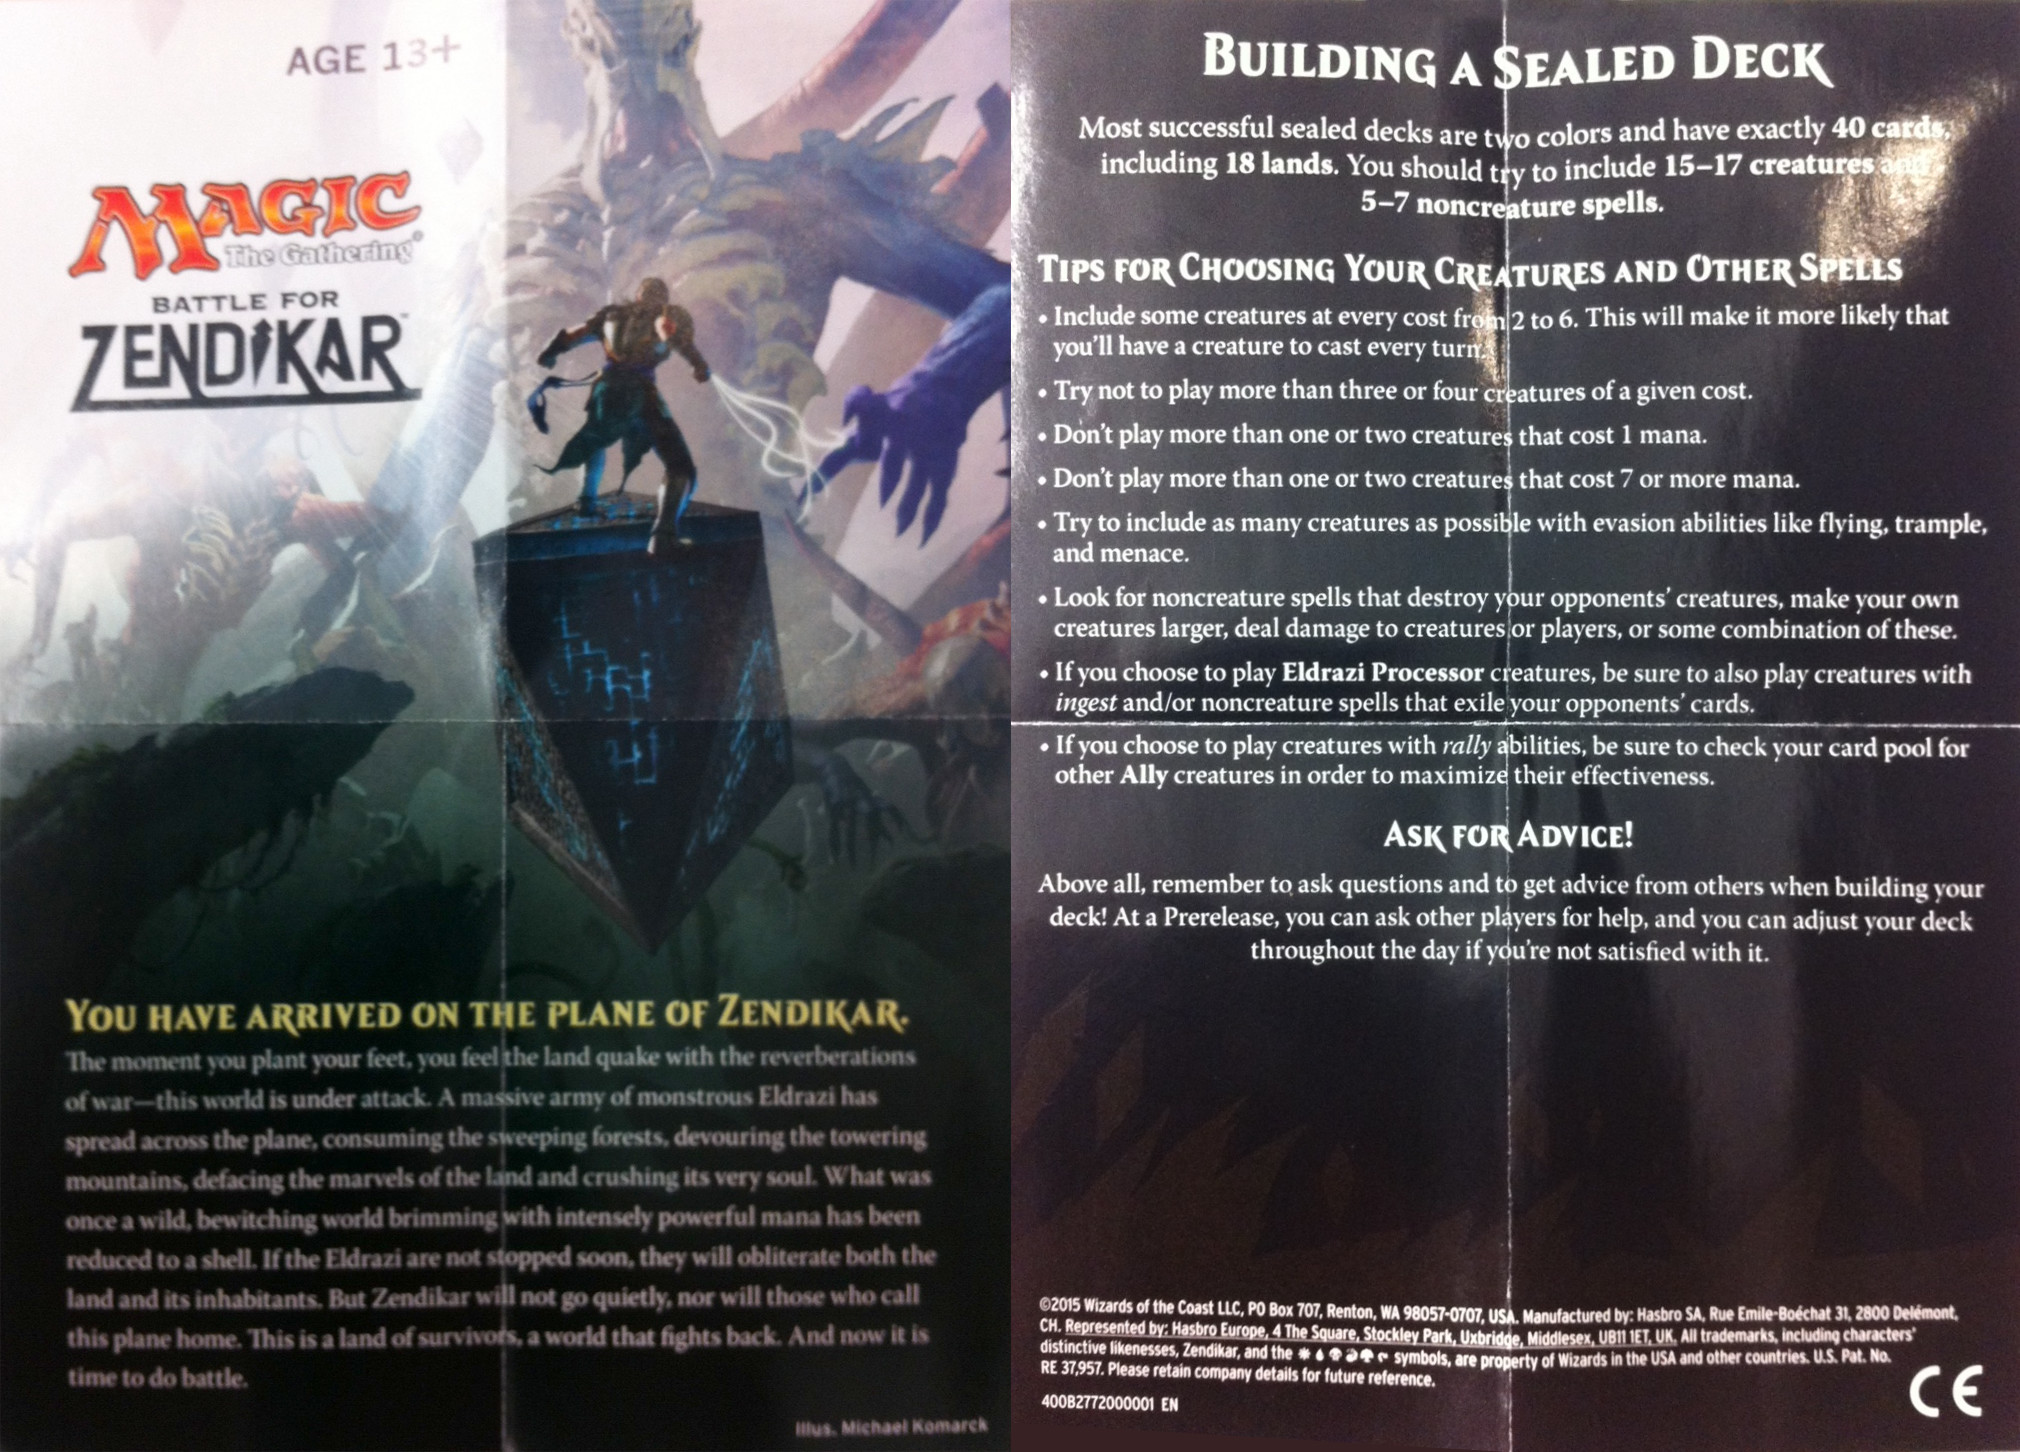 AGE 13+
MAGIC
The Gathering®
BATTLE FOR
ZENDIKAR™
YOU HAVE ARRIVED ON THE PLANE OF ZENDIKAR.
The moment you plant your feet, you feel the land quake with the reverberations
of war—this world is under attack. A massive army of monstrous Eldrazi has
spread across the plane, consuming the sweeping forests, devouring the towering
mountains, defacing the marvels of the land and crushing its very soul. What was
once a wild, bewitching world brimming with intensely powerful mana has been
reduced to a shell. If the Eldrazi are not stopped soon, they will obliterate both the
land and its inhabitants. But Zendikar will not go quietly, nor will those who call
this plane home. This is a land of survivors, a world that fights back. And now it is
time to do battle.
Illus. Michael Komarck
BUILDING A SEALED DECK
Most successful sealed decks are two colors and have exactly 40 cards,
including 18 lands. You should try to include 15–17 creatures and
5–7 noncreature spells.
TIPS FOR CHOOSING YOUR CREATURES AND OTHER SPELLS
• Include some creatures at every cost from 2 to 6. This will make it more likely that
you'll have a creature to cast every turn.
• Try not to play more than three or four creatures of a given cost.
• Don't play more than one or two creatures that cost 1 mana.
• Don't play more than one or two creatures that cost 7 or more mana.
• Try to include as many creatures as possible with evasion abilities like flying, trample,
and menace.
• Look for noncreature spells that destroy your opponents' creatures, make your own
creatures larger, deal damage to creatures or players, or some combination of these.
• If you choose to play Eldrazi Processor creatures, be sure to also play creatures with
ingest and/or noncreature spells that exile your opponents' cards.
• If you choose to play creatures with rally abilities, be sure to check your card pool for
other Ally creatures in order to maximize their effectiveness.
ASK FOR ADVICE!
Above all, remember to ask questions and to get advice from others when building your
deck! At a Prerelease, you can ask other players for help, and you can adjust your deck
throughout the day if you're not satisfied with it.
©2015 Wizards of the Coast LLC, PO Box 707, Renton, WA 98057-0707, USA. Manufactured by: Hasbro SA, Rue Emile-Boéchat 31, 2800 Delémont,
CH. Represented by: Hasbro Europe, 4 The Square, Stockley Park, Uxbridge, Middlesex, UB11 1ET, UK. All trademarks, including characters'
distinctive likenesses, Zendikar, and the symbols, are property of Wizards in the USA and other countries. U.S. Pat. No.
RE 37,957. Please retain company details for future reference.
400B2772000001 EN
CE